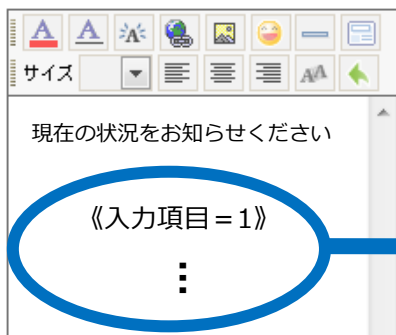 サイズ
現在の状況をお知らせください
《入力項目＝1》
⋮